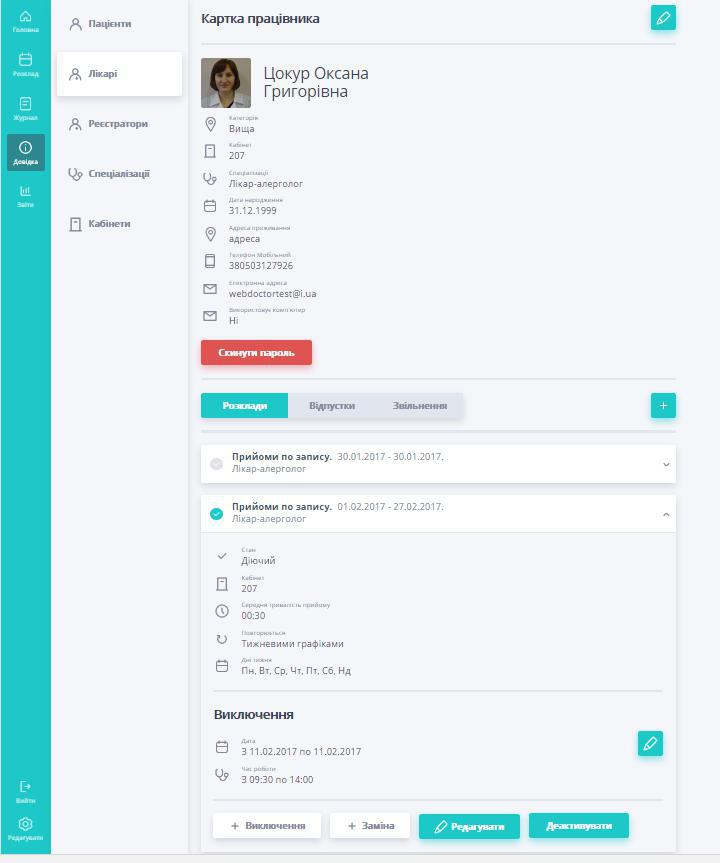 Головна
Розклад
Журнал
Довідка
Звіти
Вийти
Редагувати
Пацієнти
Лікарі
Реєстратори
Спеціалізації
Кабінети
Картка працівника
Цокур Оксана
Григорівна
Категорія
Вища
Кабінет
207
Спеціалізації
Лікар-алерголог
Дата народження
31.12.1999
Адреса проживання
адреса
Телефон Мобільний
380503127926
Електронна адреса
webdoctortest@i.ua
Використовує комп'ютер
Ні
Скинути пароль
Розклади Відпустки Звільнення
+
Прийоми по запису. 30.01.2017 - 30.01.2017.
Лікар-алерголог
Прийоми по запису. 01.02.2017 - 27.02.2017.
Лікар-алерголог
Стан
Діючий
Кабінет
207
Середня тривалість прийому
00:30
Повторюється
Тижневими графіками
Дні тижня
Пн, Вт, Ср, Чт, Пт, Сб, Нд
Виключення
Дата
З 11.02.2017 по 11.02.2017
Час роботи
З 09:30 по 14:00
+ Виключення + Заміна Редагувати Деактивувати